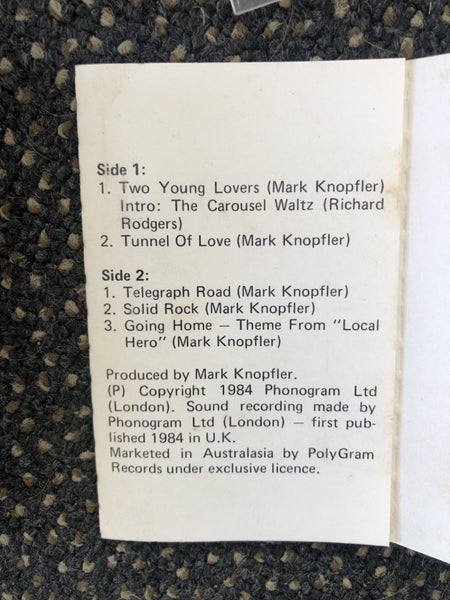 Side 1:
1. Two Young Lovers (Mark Knopfler)
Intro: The Carousel Waltz (Richard
Rodgers)
2. Tunnel Of Love (Mark Knopfler)
Side 2:
1. Telegraph Road (Mark Knopfler)
2. Solid Rock (Mark Knopfler)
3. Going Home – Theme From "Local
Hero" (Mark Knopfler)
Produced by Mark Knopfler.
(P) Copyright 1984 Phonogram Ltd
(London). Sound recording made by
Phonogram Ltd (London) – first pub-
lished 1984 in U.K.
Marketed in Australasia by PolyGram
Records under exclusive licence.